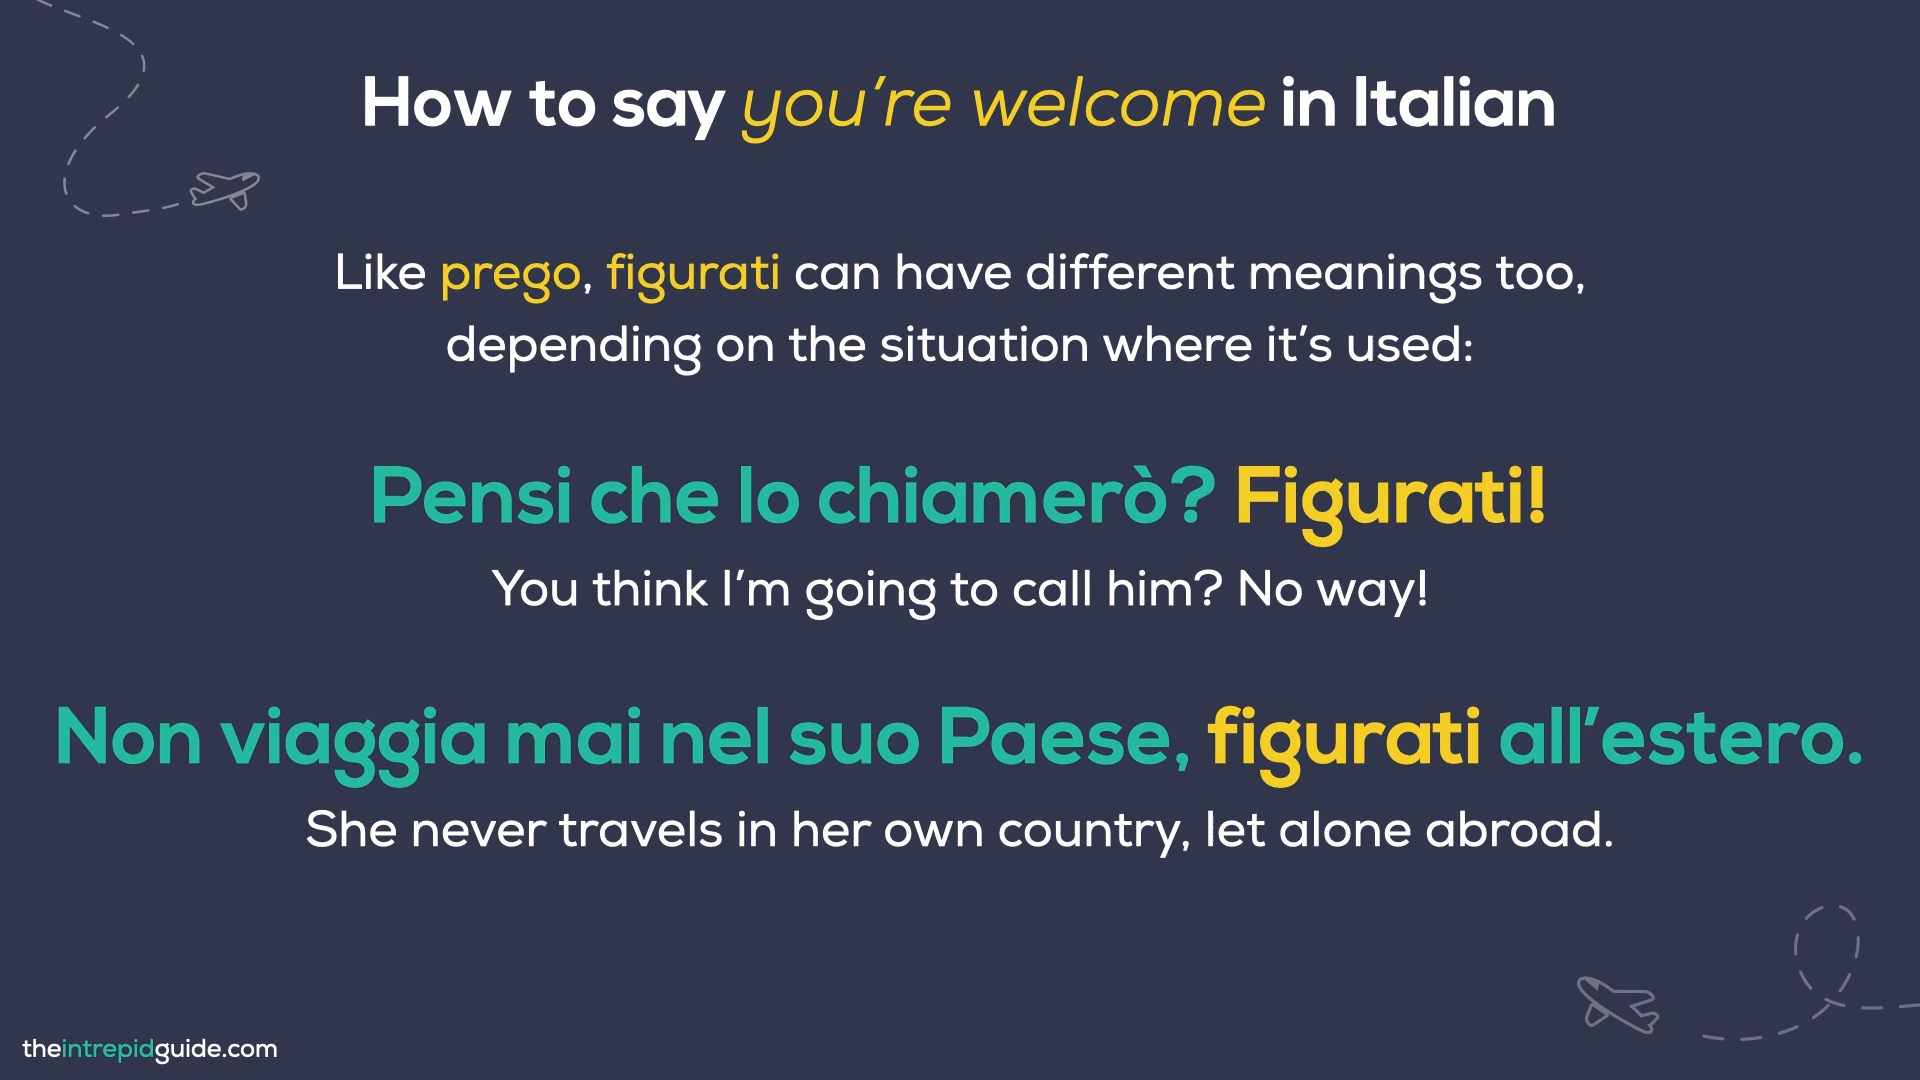 How to say you’re welcome in Italian
Like prego, figurati can have different meanings too,
depending on the situation where it’s used:
Pensi che lo chiamerò? Figurati!
You think I’m going to call him? No way!
Non viaggia mai nel suo Paese, figurati all’estero.
She never travels in her own country, let alone abroad.
theintrepidguide.com